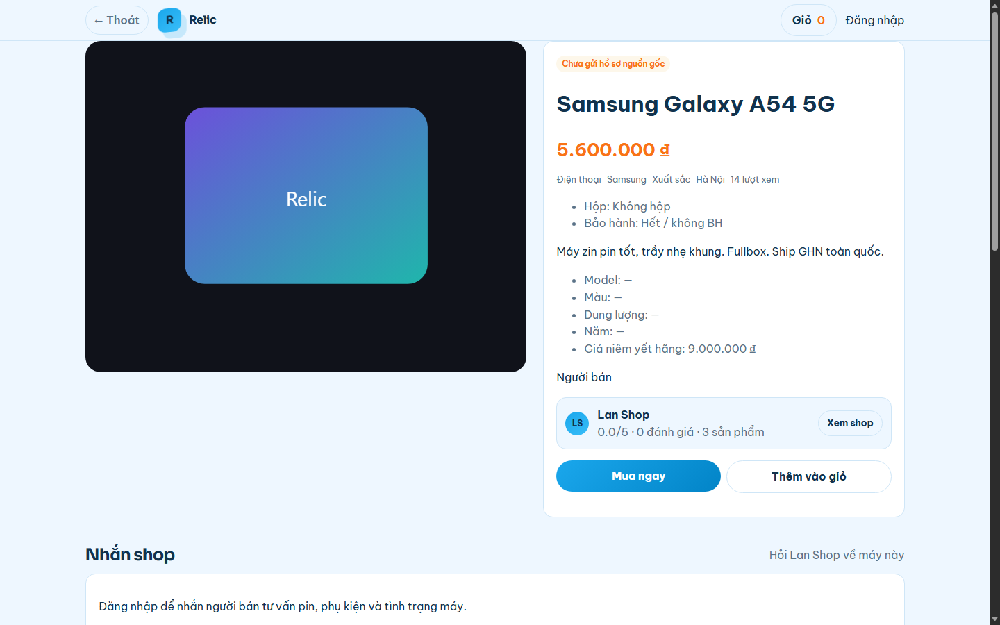 ← Thoát
R
Relic
Giỏ 0
Đăng nhập
Relic
Chưa gửi hồ sơ nguồn gốc
Samsung Galaxy A54 5G
5.600.000 ₫
Điện thoại Samsung Xuất sắc Hà Nội 14 lượt xem
Hộp: Không hộp
Bảo hành: Hết / không BH
Máy zin pin tốt, trầy nhẹ khung. Fullbox. Ship GHN toàn quốc.
Model: —
Màu: —
Dung lượng: —
Năm: —
Giá niêm yết hãng: 9.000.000 ₫
Người bán
LS
Lan Shop
0.0/5 · 0 đánh giá · 3 sản phẩm
Xem shop
Mua ngay
Thêm vào giỏ
Nhắn shop
Hỏi Lan Shop về máy này
Đăng nhập để nhắn người bán tư vấn pin, phụ kiện và tình trạng máy.